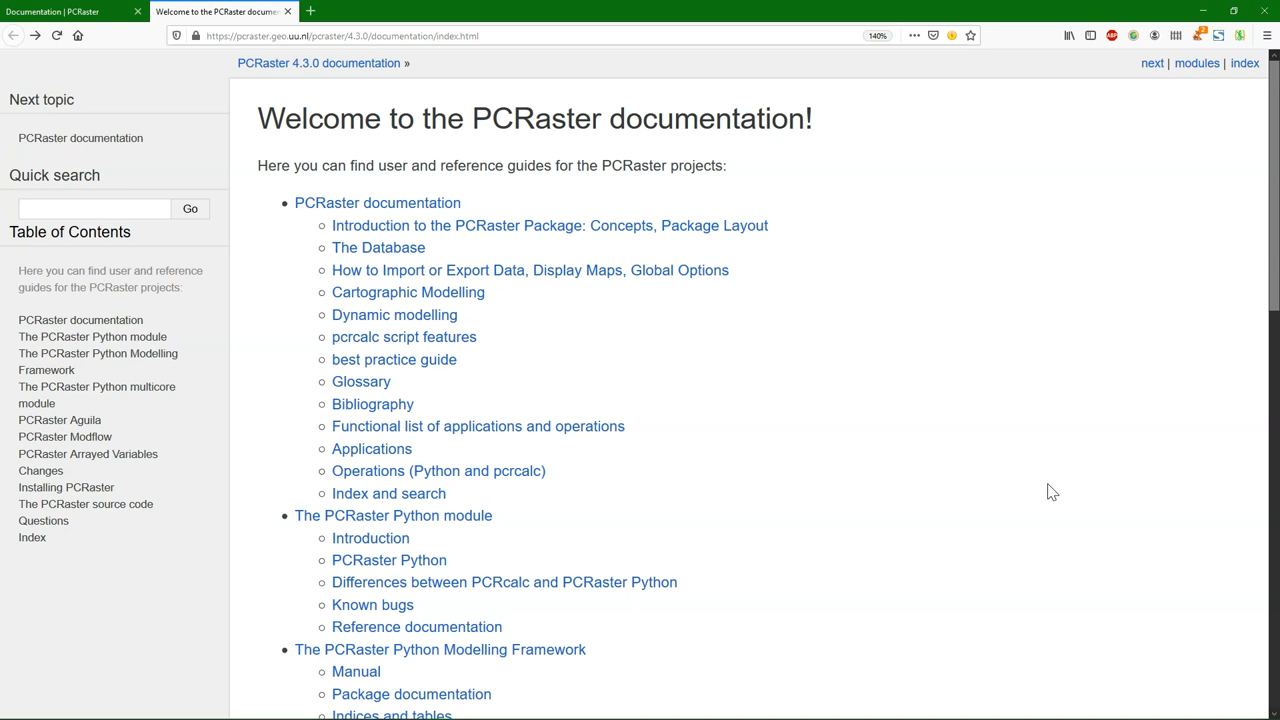 Documentation | PCRaster
Welcome to the PCRaster docume
https://pcraster.geo.uu.nl/pcraster/4.3.0/documentation/index.html
140%
ABP
2
PCRaster 4.3.0 documentation »
next | modules | index
Next topic
PCRaster documentation
Quick search
Go
Table of Contents
Here you can find user and reference
guides for the PCRaster projects:
PCRaster documentation
The PCRaster Python module
The PCRaster Python Modelling
Framework
The PCRaster Python multicore
module
PCRaster Aguila
PCRaster Modflow
PCRaster Arrayed Variables
Changes
Installing PCRaster
The PCRaster source code
Questions
Index
Welcome to the PCRaster documentation!
Here you can find user and reference guides for the PCRaster projects:
PCRaster documentation
Introduction to the PCRaster Package: Concepts, Package Layout
The Database
How to Import or Export Data, Display Maps, Global Options
Cartographic Modelling
Dynamic modelling
pcrcalc script features
best practice guide
Glossary
Bibliography
Functional list of applications and operations
Applications
Operations (Python and pcrcalc)
Index and search
The PCRaster Python module
Introduction
PCRaster Python
Differences between PCRcalc and PCRaster Python
Known bugs
Reference documentation
The PCRaster Python Modelling Framework
Manual
Package documentation
Indices and tables